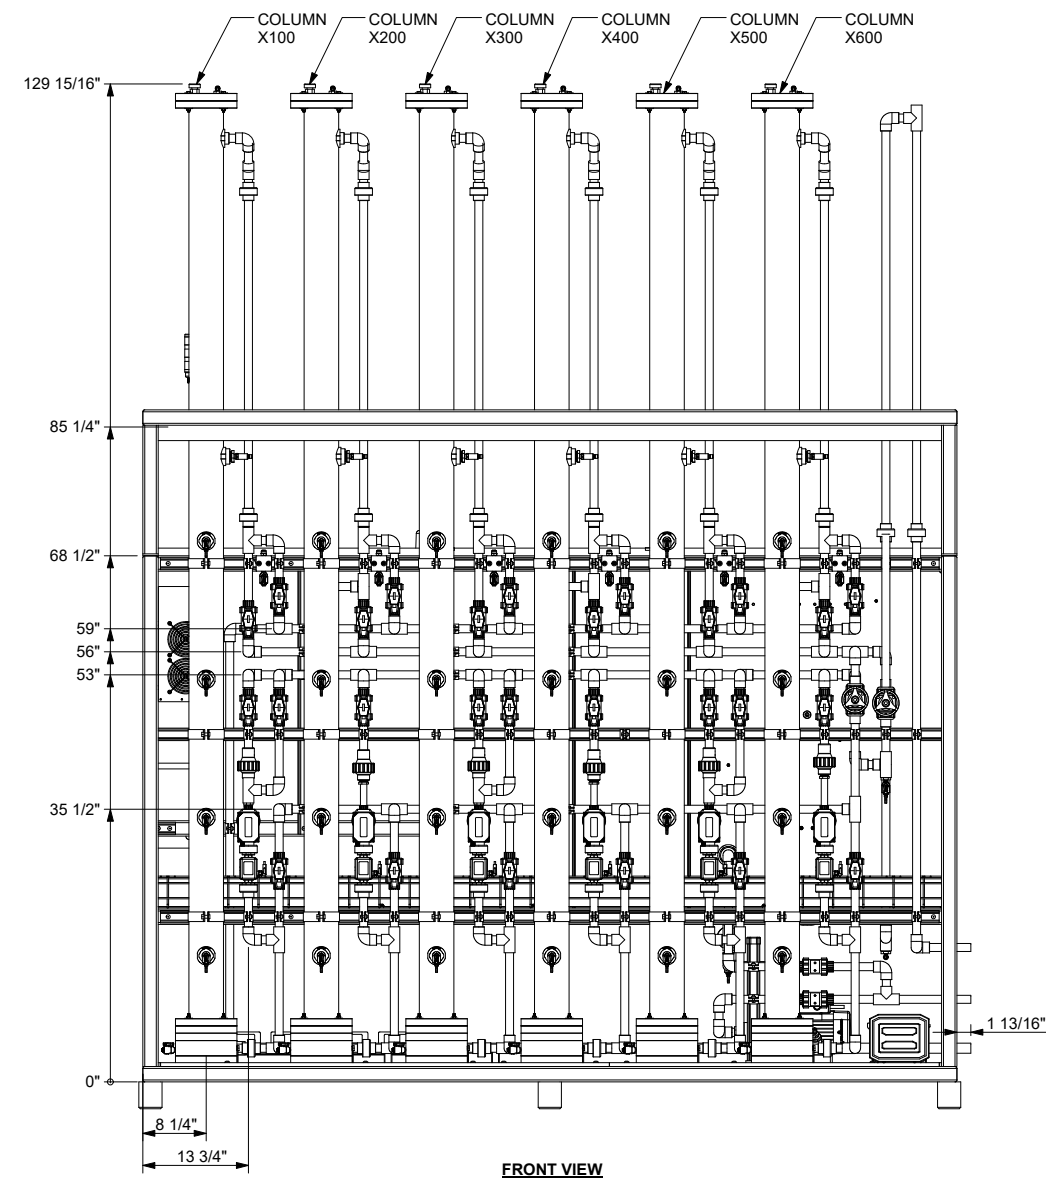 COLUMN
X100
COLUMN
X200
COLUMN
X300
COLUMN
X400
COLUMN
X500
COLUMN
X600
129 15/16"
85 1/4"
68 1/2"
59"
56"
53"
35 1/2"
1 13/16"
0"
8 1/4"
13 3/4"
FRONT VIEW